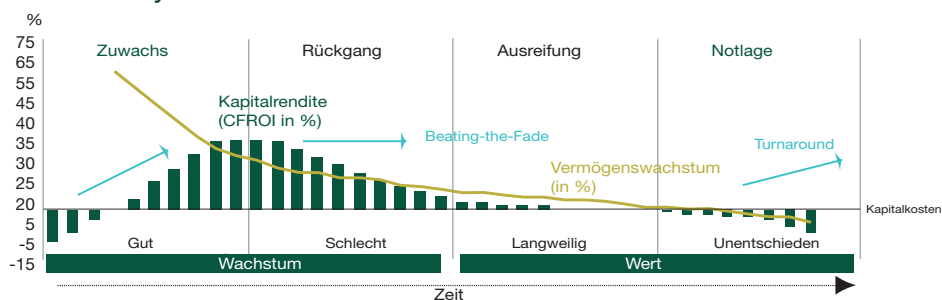 %
75
65
55
45
40
35
30
25
20
5
-5
-15
Zuwachs
Rückgang
Ausreifung
Notlage
Kapitalrendite
(CFROI in %)
Beating-the-Fade
Vermögenswachstum
(in %)
Turnaround
Kapitalkosten
Gut
Schlecht
Langweilig
Unentschieden
Wachstum
Wert
Zeit